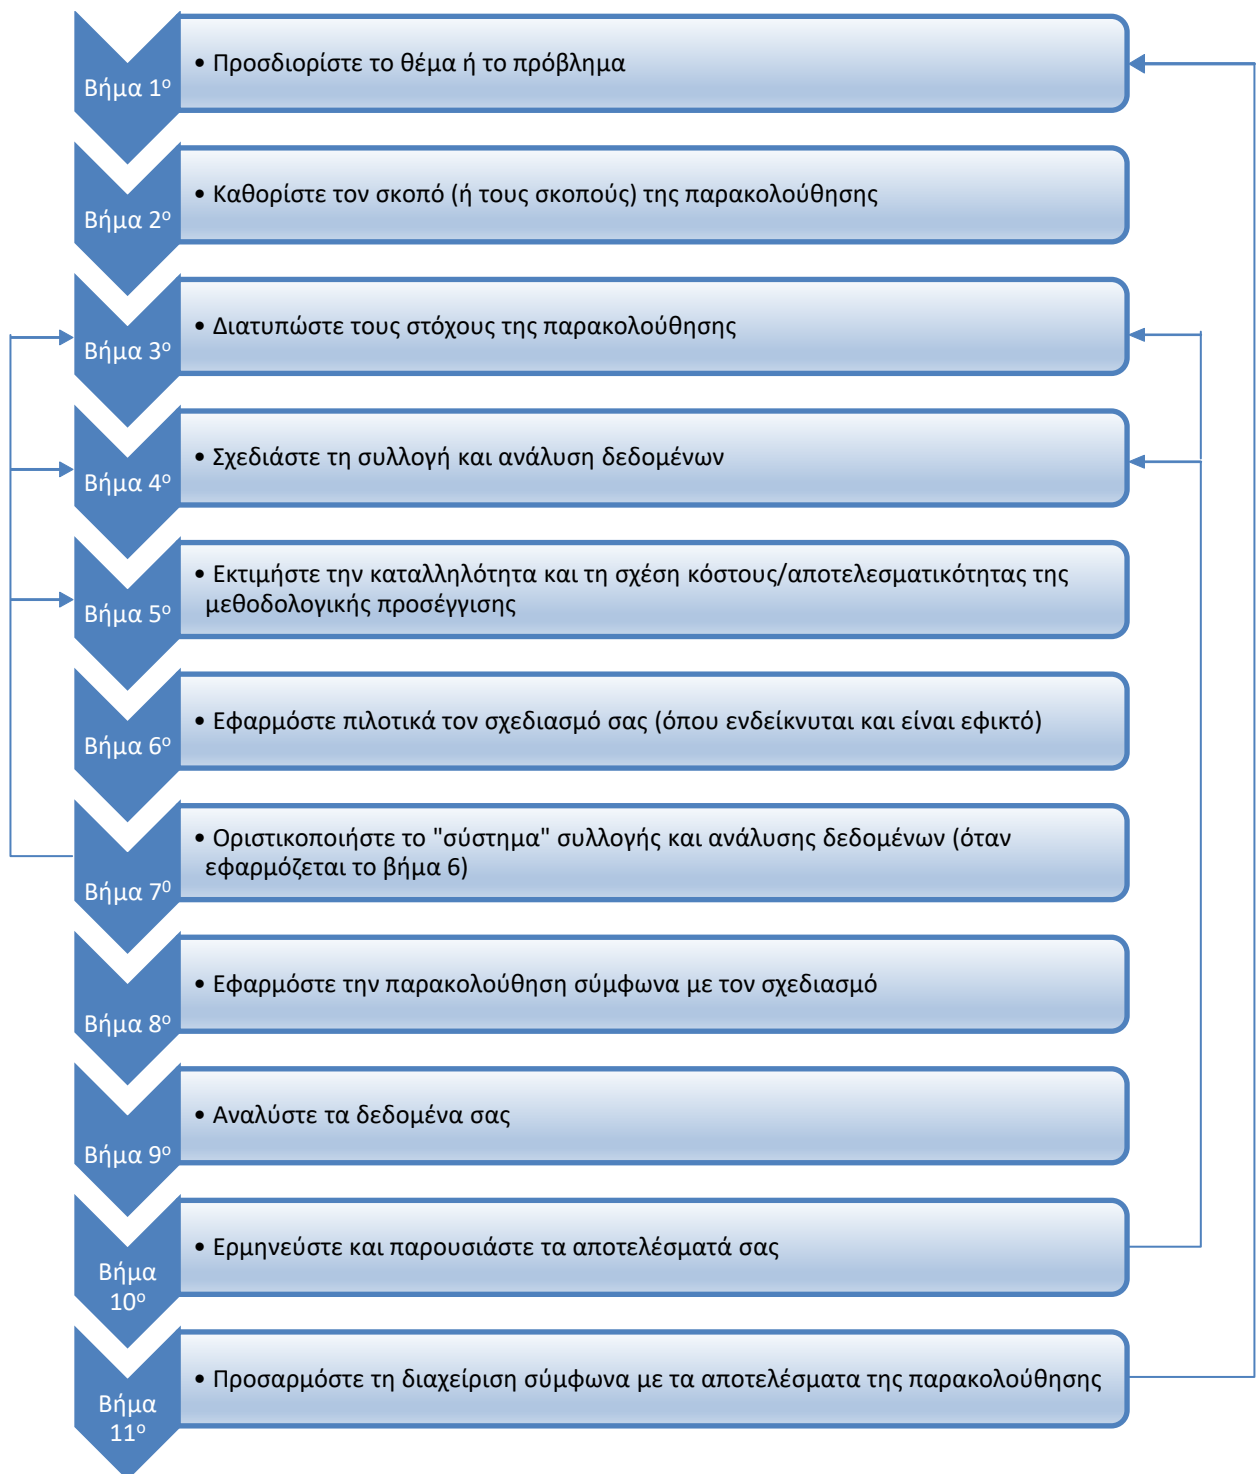 Βήμα 1ο
• Προσδιορίστε το θέμα ή το πρόβλημα
Βήμα 2ο
• Καθορίστε τον σκοπό (ή τους σκοπούς) της παρακολούθησης
Βήμα 3ο
• Διατυπώστε τους στόχους της παρακολούθησης
Βήμα 4ο
• Σχεδιάστε τη συλλογή και ανάλυση δεδομένων
Βήμα 5ο
• Εκτιμήστε την καταλληλότητα και τη σχέση κόστους/αποτελεσματικότητας της
μεθοδολογικής προσέγγισης
Βήμα 6ο
• Εφαρμόστε πιλοτικά τον σχεδιασμό σας (όπου ενδείκνυται και είναι εφικτό)
Βήμα 70
• Οριστικοποιήστε το "σύστημα" συλλογής και ανάλυσης δεδομένων (όταν
εφαρμόζεται το βήμα 6)
Βήμα 8ο
• Εφαρμόστε την παρακολούθηση σύμφωνα με τον σχεδιασμό
Βήμα 9ο
• Αναλύστε τα δεδομένα σας
Βήμα
10ο
• Ερμηνεύστε και παρουσιάστε τα αποτελέσματά σας
Βήμα
11ο
• Προσαρμόστε τη διαχείριση σύμφωνα με τα αποτελέσματα της παρακολούθησης